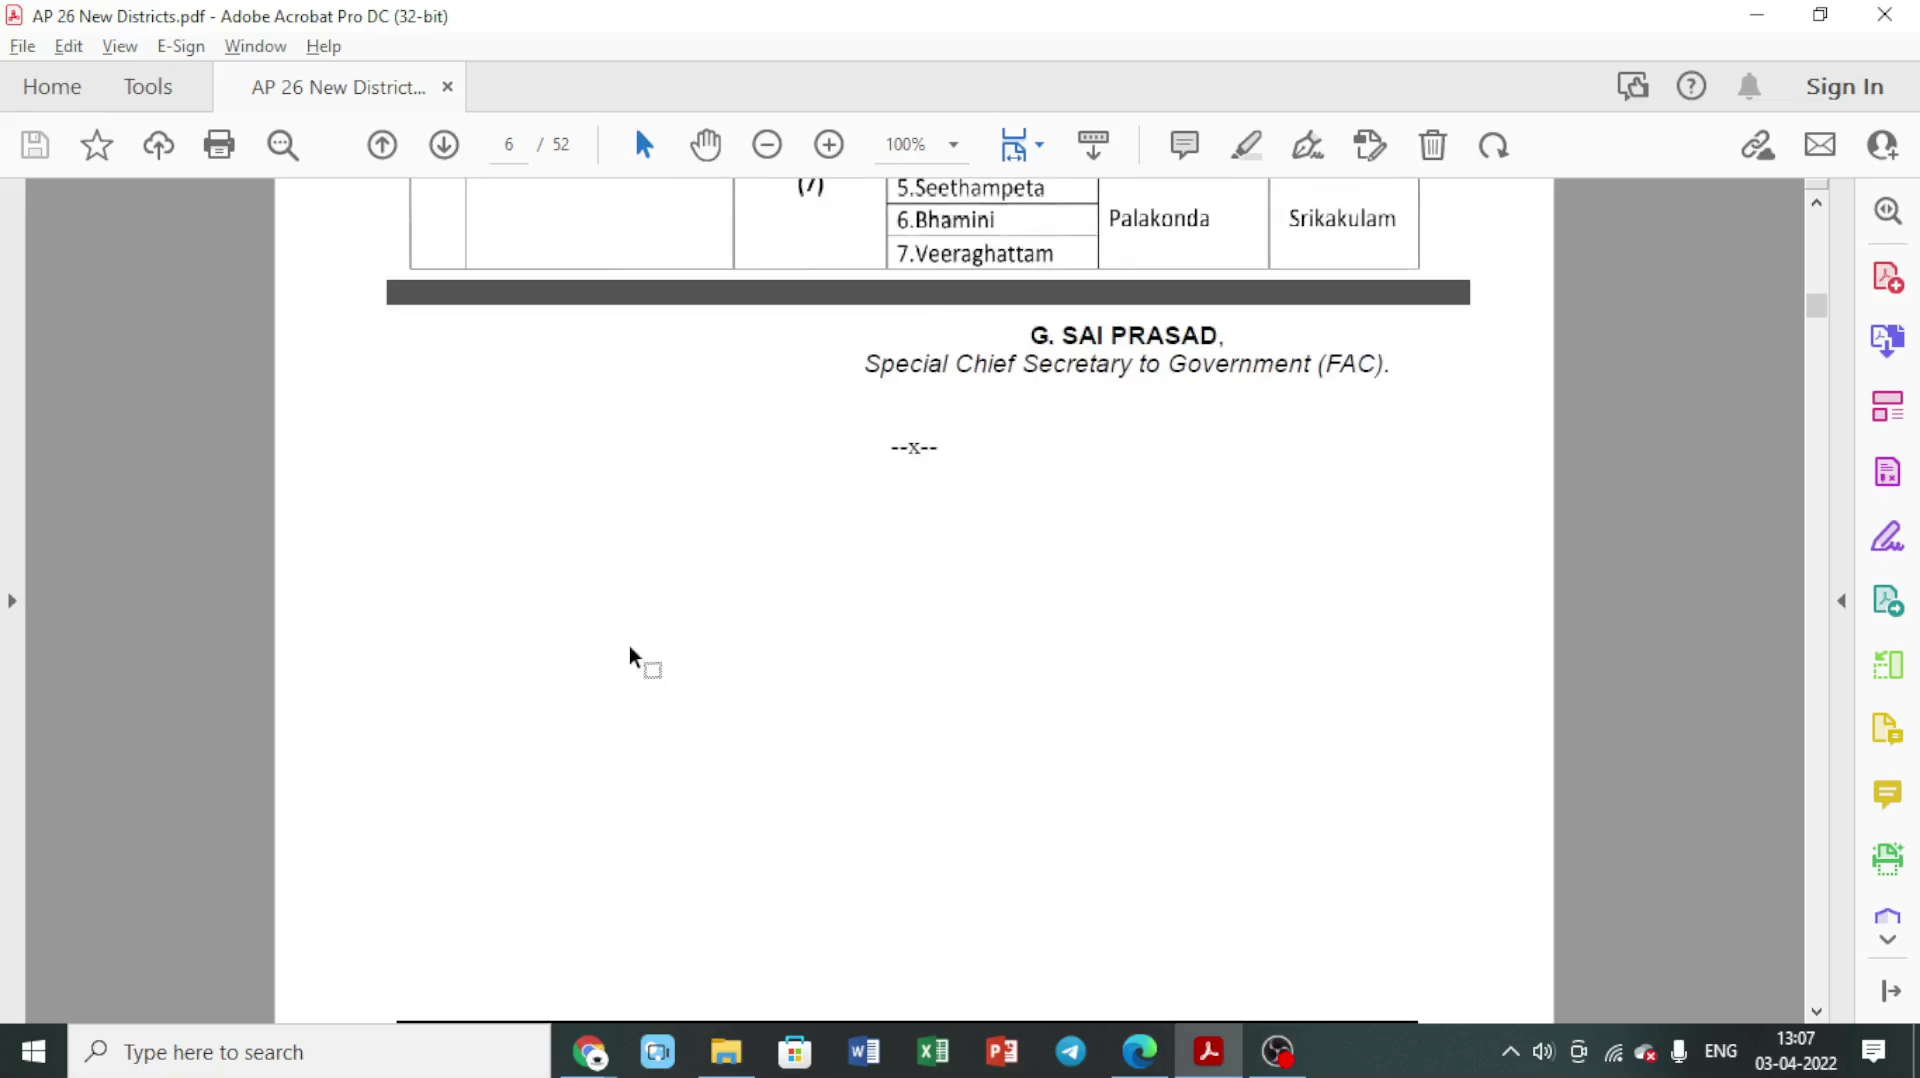 AP 26 New Districts.pdf - Adobe Acrobat Pro DC (32-bit)
File Edit View E-Sign Window Help
Home Tools AP 26 New District... Sign In
6 / 52 100%
(7) 5.Seethampeta
6.Bhamini Palakonda Srikakulam
7.Veeraghattam
G. SAI PRASAD,
Special Chief Secretary to Government (FAC).
--x--
Type here to search ENG 13:07
03-04-2022